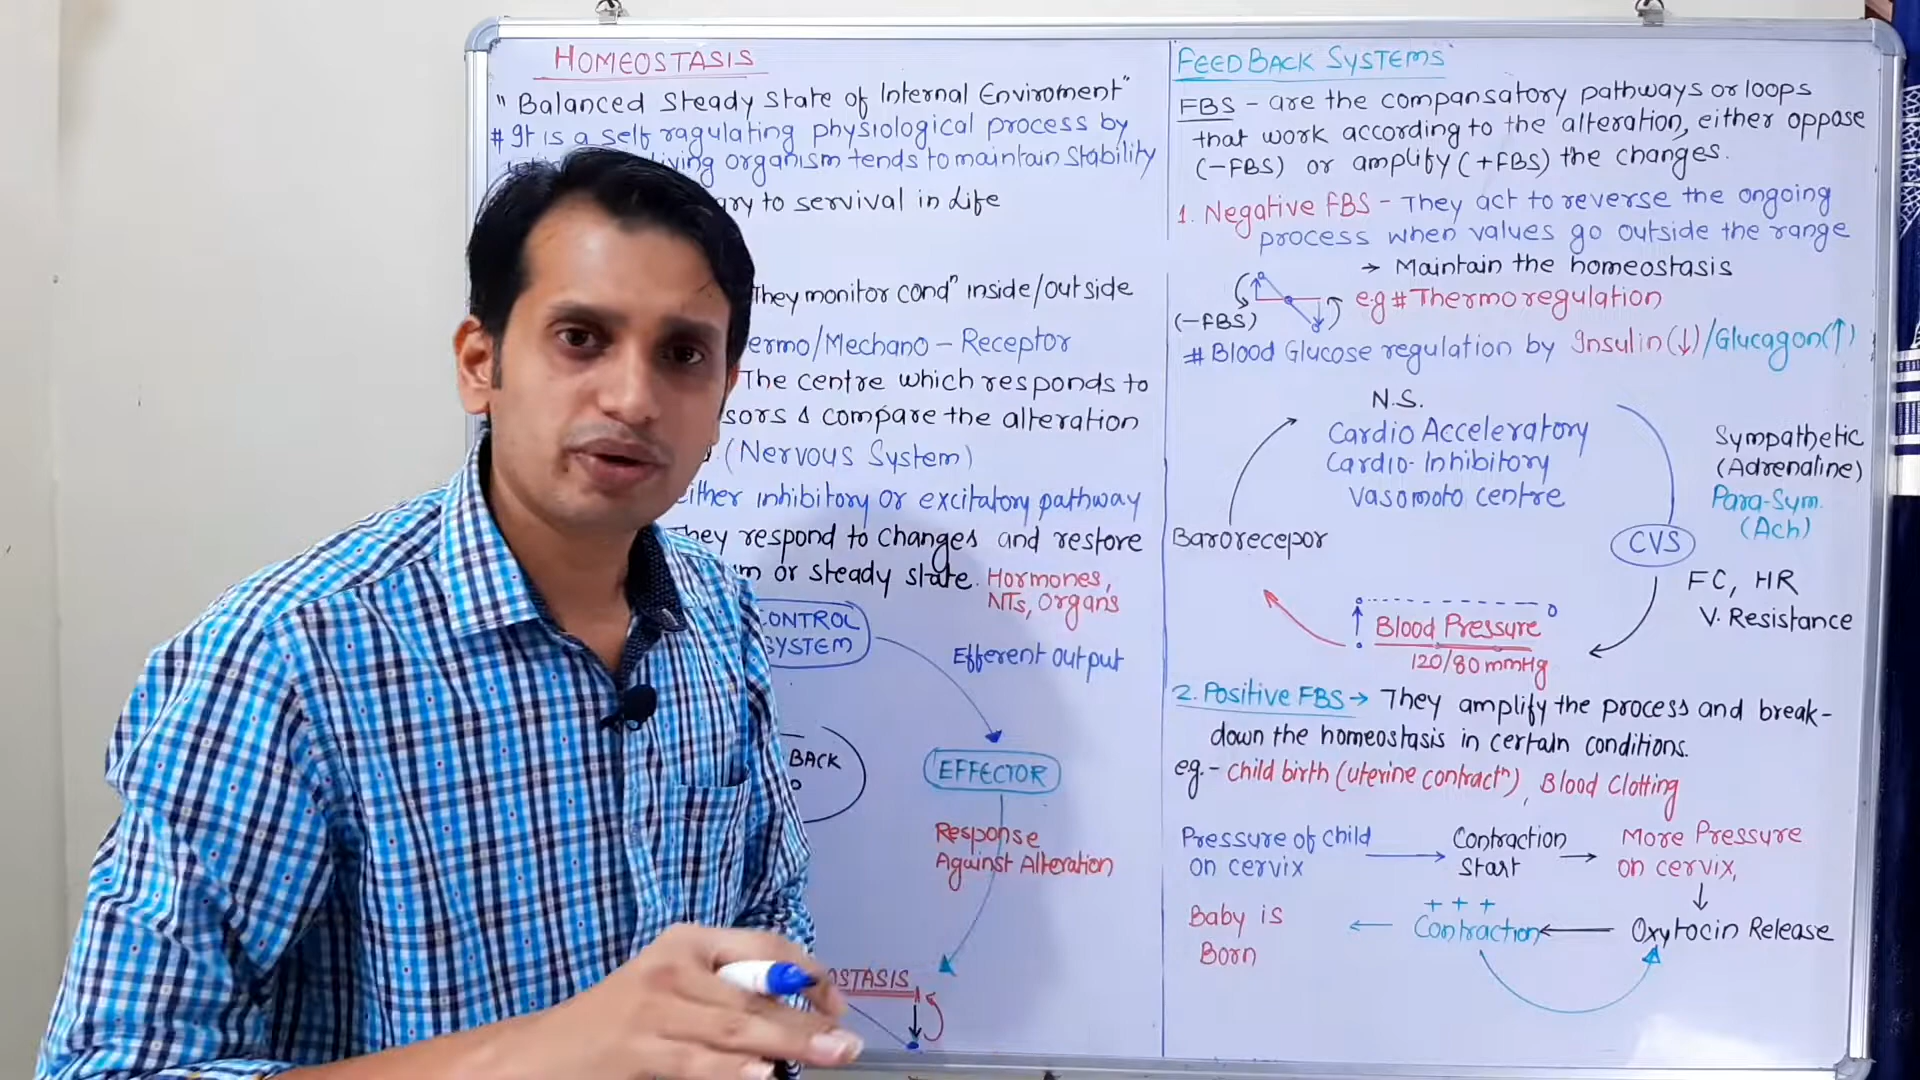 HOMEOSTASIS
"Balanced Steady State of Internal Enviroment"
# It is a self ragulating physiological process by
living organism tends to maintain stability
to servival in Life
They monitor condⁿ inside/outside
ermo/Mechano - Receptor
The centre which responds to
sors & compare the alteration
(Nervous System)
either inhibitory or excitatory pathway
They respond to changes and restore
or steady state. Hormones,
NTs, Organs
CONTROL
SYSTEM
Efferent output
BACK
EFFECTOR
Response
Against Alteration
OSTASIS
FEEDBACK SYSTEMS
FBS - are the compansatory pathways or loops
that work according to the alteration, either oppose
(-FBS) or amplify (+FBS) the changes.
1. Negative FBS - They act to reverse the ongoing
process when values go outside the range
→ Maintain the homeostasis
(-FBS)
e.g # Thermoregulation
# Blood Glucose regulation by Insulin(↓)/Glucagon(↑)
N.S.
Cardio Acceleratory
Cardio-Inhibitory
Vasomoto centre
Sympathetic
(Adrenaline)
Para-Sym.
(Ach)
Barorecepor
CVS
FC, HR
V. Resistance
Blood Pressure
120/80 mmHg
2. Positive FBS → They amplify the process and break-
down the homeostasis in certain conditions.
eg. - Child birth (uterine contractⁿ), Blood Clotting
Pressure of child
on cervix
Contraction
Start
More Pressure
on cervix,
Oxytocin Release
+ + +
Contraction
Baby is
Born